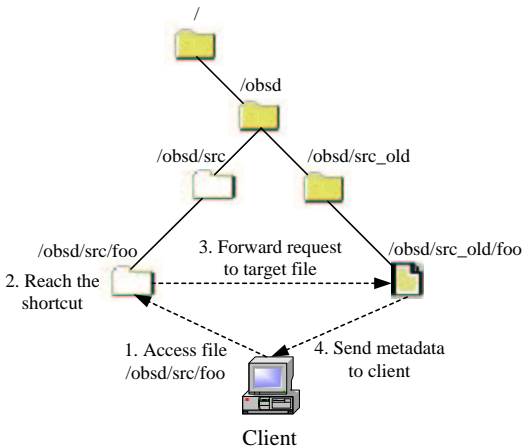 /
/obsd
/obsd/src
/obsd/src_old
/obsd/src/foo
3. Forward request
to target file
/obsd/src_old/foo
2. Reach the
shortcut
1. Access file
/obsd/src/foo
4. Send metadata
to client
Client